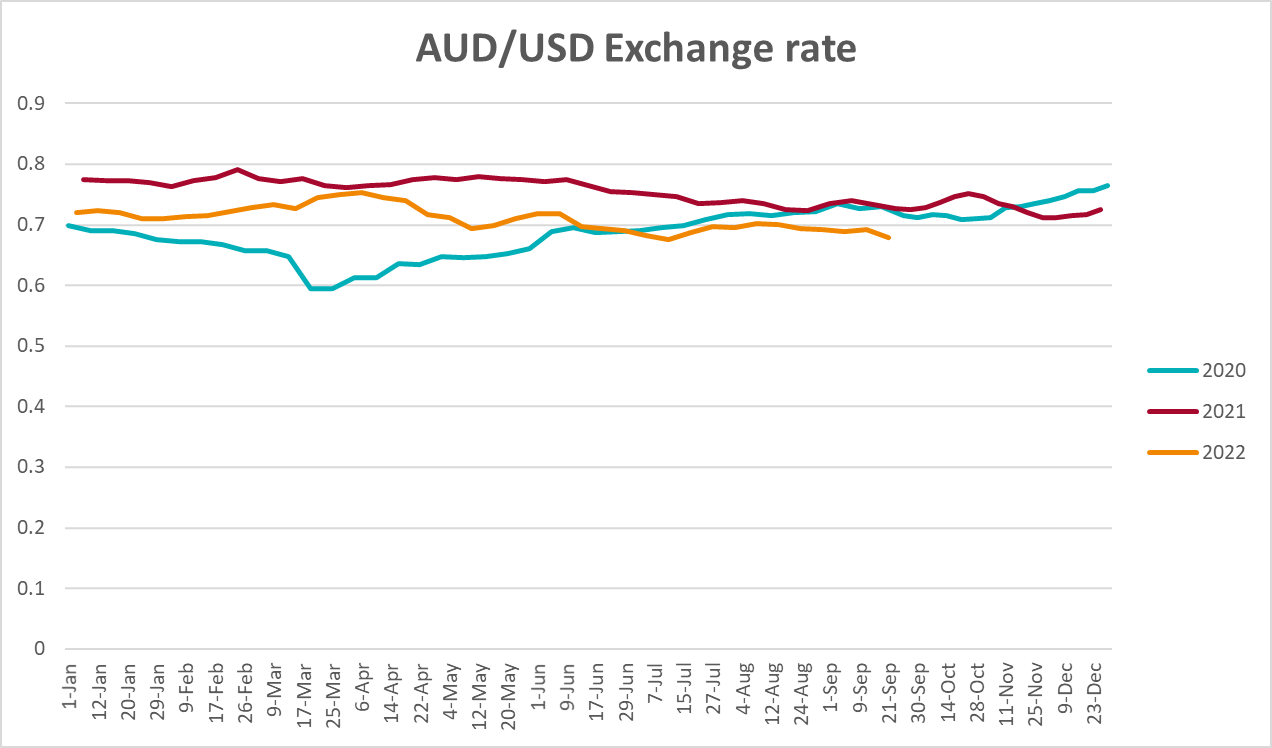 AUD/USD Exchange rate
0.9
0.8
0.7
0.6
0.5
0.4
0.3
0.2
0.1
0
1-Jan
12-Jan
20-Jan
29-Jan
9-Feb
17-Feb
26-Feb
9-Mar
17-Mar
25-Mar
6-Apr
14-Apr
22-Apr
4-May
12-May
20-May
1-Jun
9-Jun
17-Jun
29-Jun
7-Jul
15-Jul
27-Jul
4-Aug
12-Aug
24-Aug
1-Sep
9-Sep
21-Sep
30-Sep
14-Oct
28-Oct
11-Nov
25-Nov
9-Dec
23-Dec
2020
2021
2022